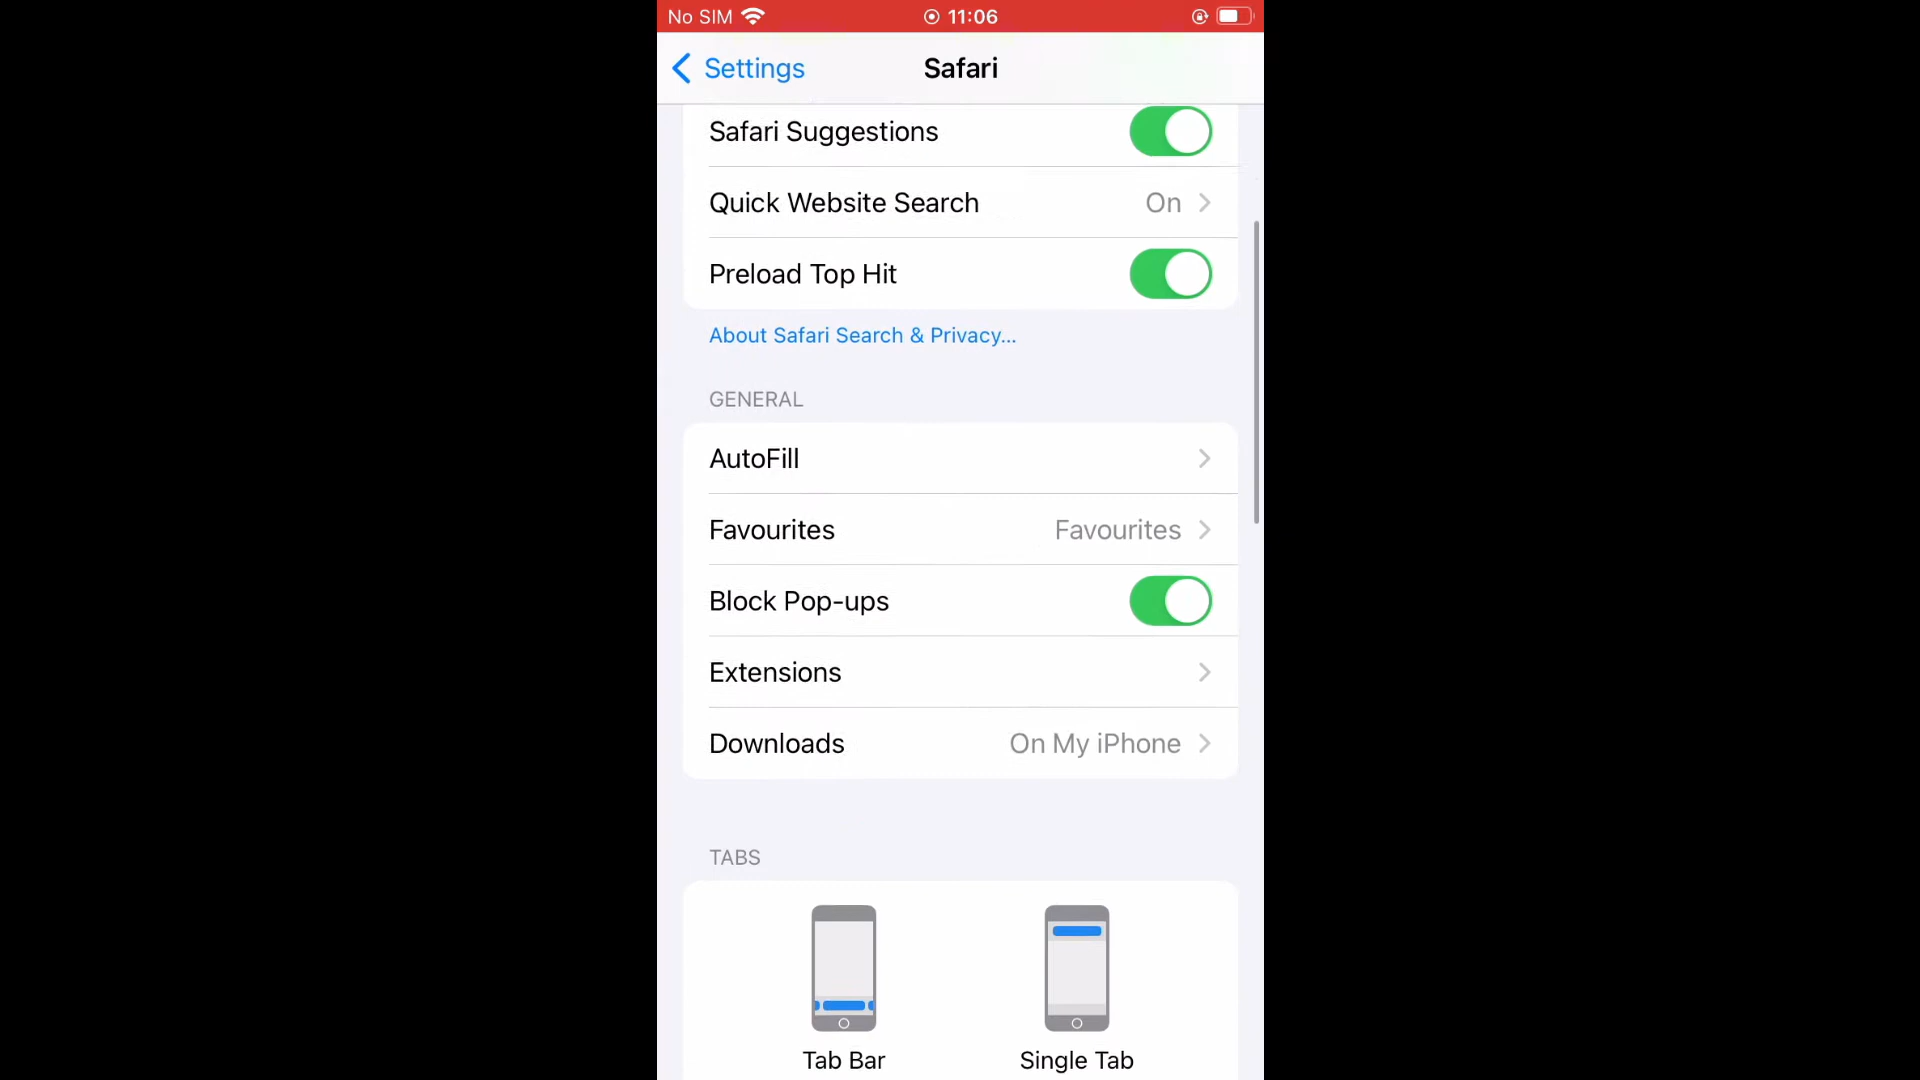 No SIM 11:06
Settings Safari
Safari Suggestions
Quick Website Search On
Preload Top Hit
About Safari Search & Privacy...
GENERAL
AutoFill
Favourites Favourites
Block Pop-ups
Extensions
Downloads On My iPhone
TABS
Tab Bar Single Tab